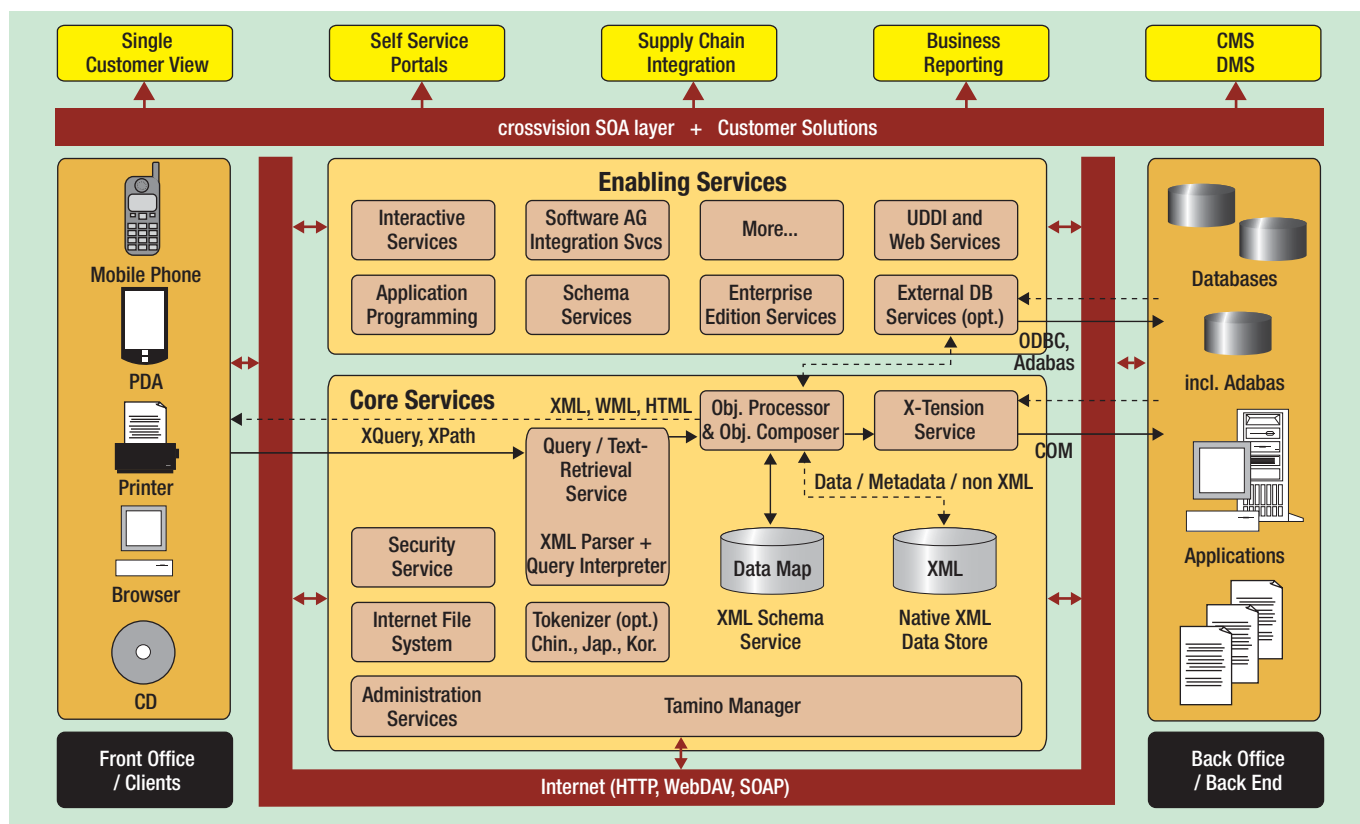 Single
Customer View
Self Service
Portals
Supply Chain
Integration
Business
Reporting
CMS
DMS
crossvision SOA layer + Customer Solutions
Mobile Phone
PDA
Printer
Browser
CD
Front Office
/ Clients
Enabling Services
Interactive
Services
Software AG
Integration Svcs
More...
UDDI and
Web Services
Application
Programming
Schema
Services
Enterprise
Edition Services
External DB
Services (opt.)
ODBC,
Adabas
Core Services
XML, WML, HTML
XQuery, XPath
Query / Text-
Retrieval
Service
XML Parser +
Query Interpreter
Obj. Processor
& Obj. Composer
X-Tension
Service
COM
Data / Metadata / non XML
Security
Service
Data Map
XML
Internet File
System
Tokenizer (opt.)
Chin., Jap., Kor.
XML Schema
Service
Native XML
Data Store
Administration
Services
Tamino Manager
Internet (HTTP, WebDAV, SOAP)
Databases
incl. Adabas
Applications
Back Office
/ Back End